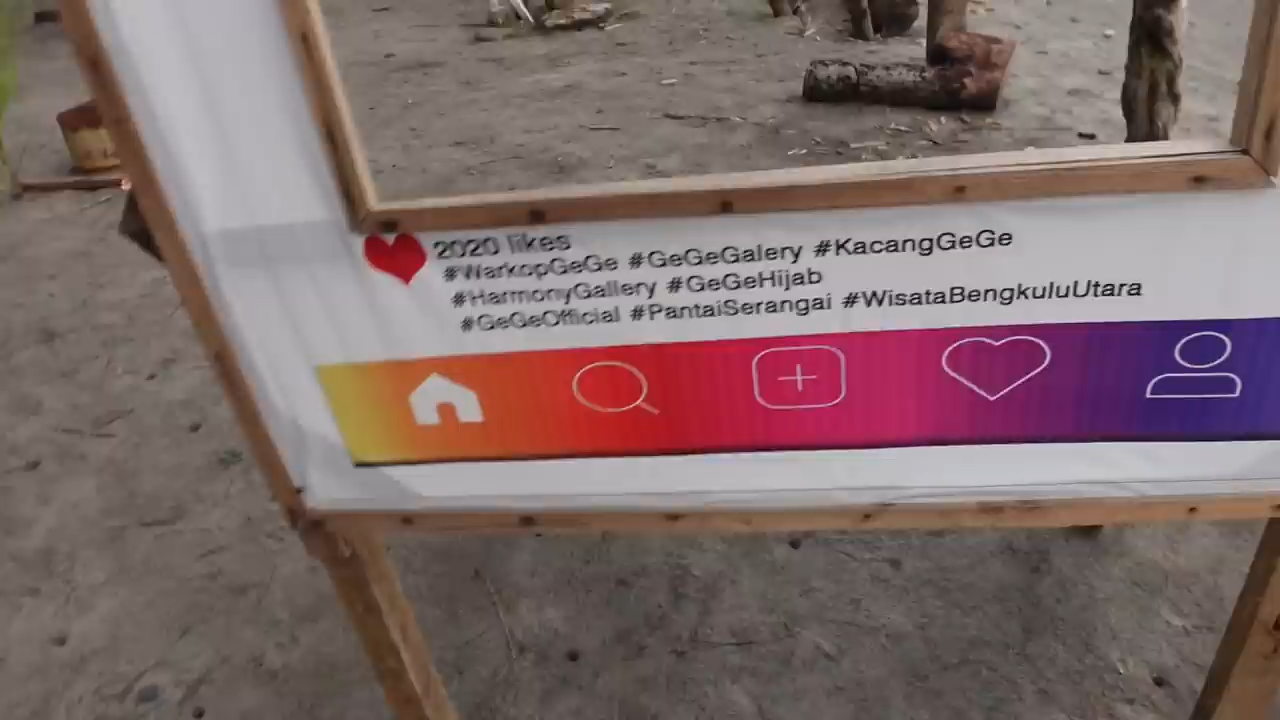 2020 likes
#WarkopGeGe #GeGeGalery #KacangGeGe
#HarmonyGallery #GeGeHijab
#GeGeOfficial #PantaiSerangai #WisataBengkuluUtara